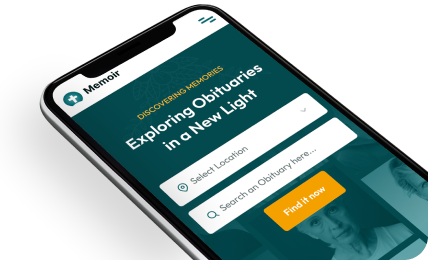 Memoir
DISCOVERING MEMORIES
Exploring Obituaries
in a New Light
Select Location
Search an Obituary here...
Find it now